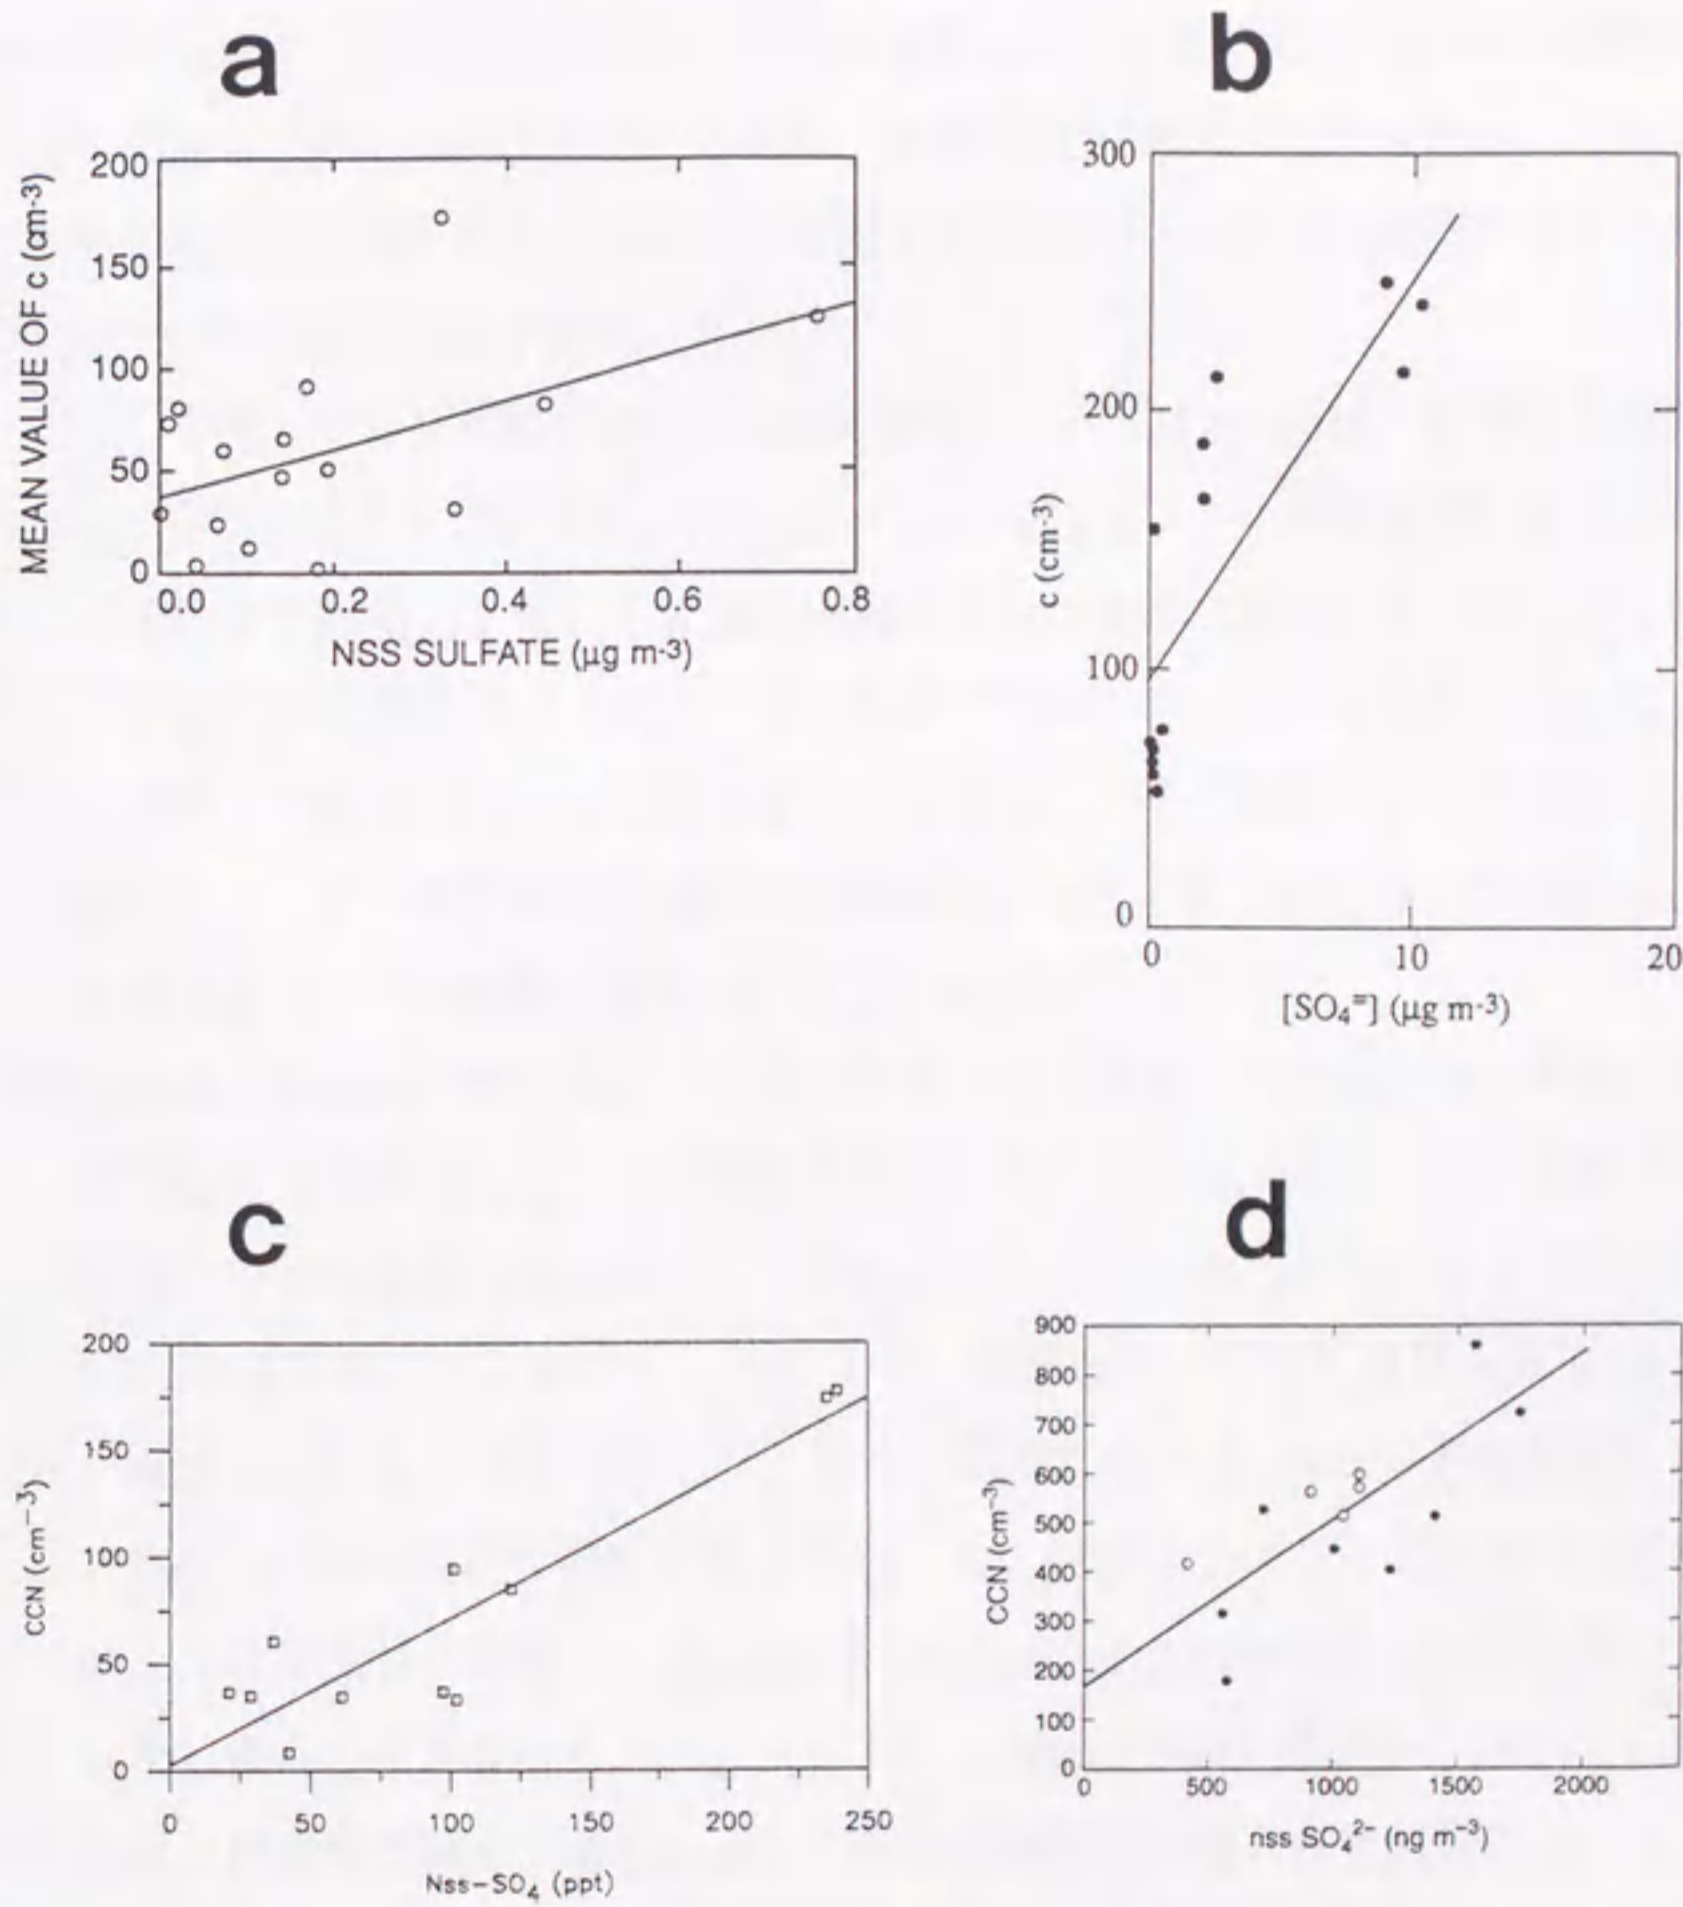 a
200
150
100
50
0
0.0 0.2 0.4 0.6 0.8
MEAN VALUE OF c (cm-3)
NSS SULFATE (µg m-3)
b
300
200
100
0
0 10 20
c (cm-3)
[SO₄⁼] (µg m-3)
c
200
150
100
50
0
0 50 100 150 200 250
CCN (cm⁻³)
Nss-SO₄ (ppt)
d
900
800
700
600
500
400
300
200
100
0
0 500 1000 1500 2000
CCN (cm⁻³)
nss SO₄²⁻ (ng m⁻³)